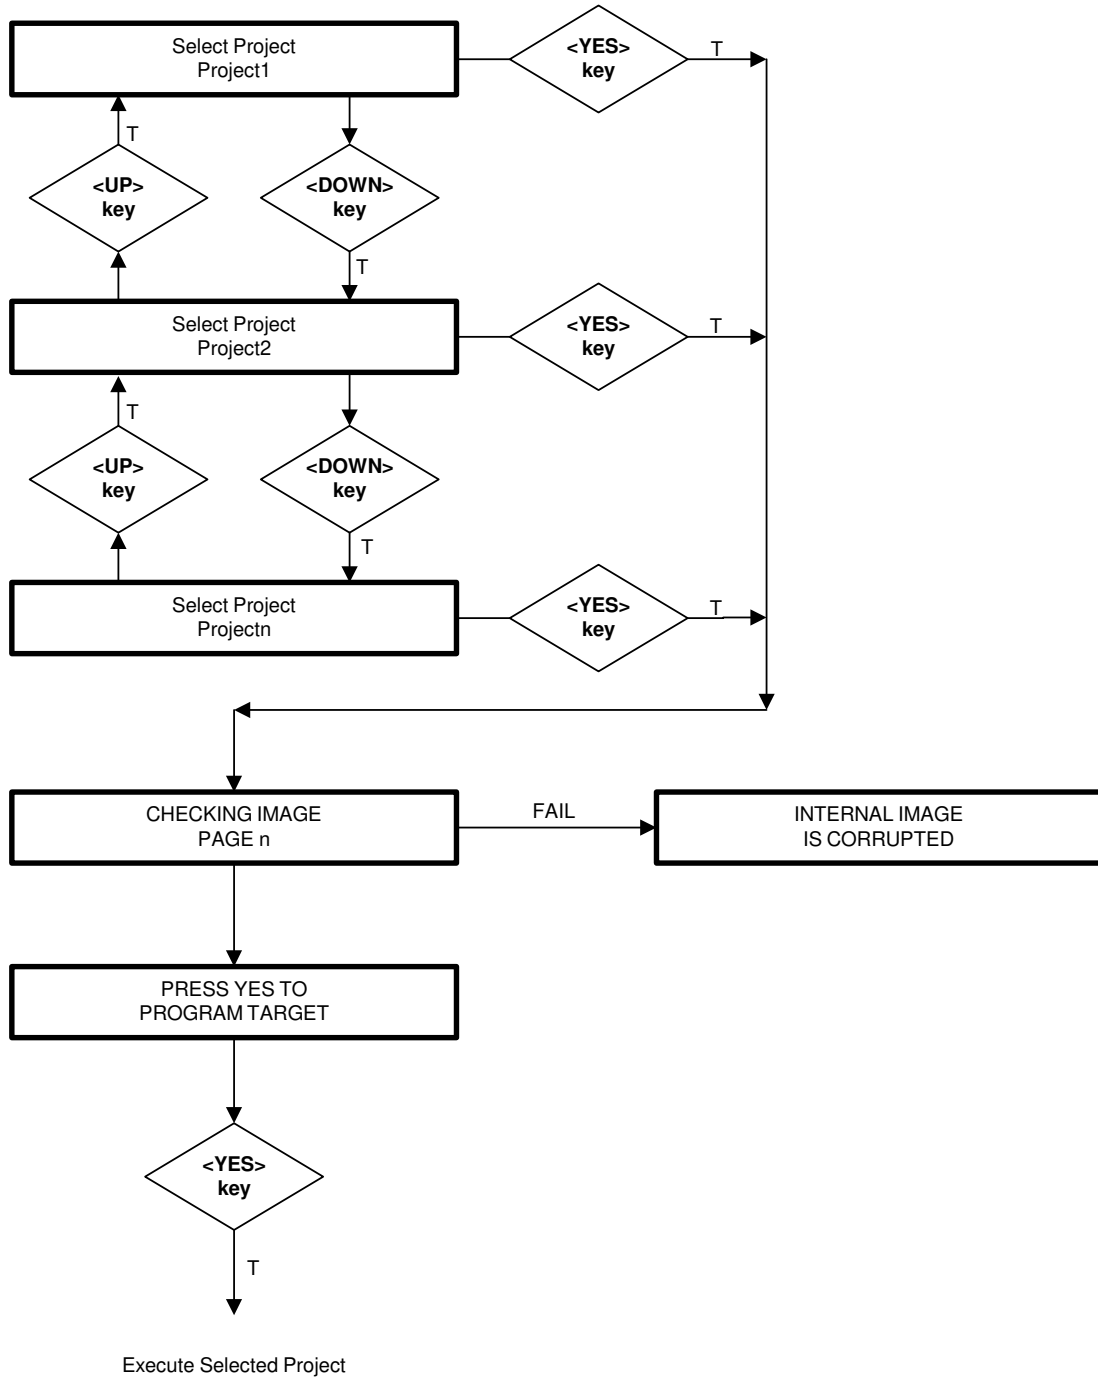 Select Project
Project1
<YES>
key
T
T
<UP>
key
<DOWN>
key
T
Select Project
Project2
<YES>
key
T
T
<UP>
key
<DOWN>
key
T
Select Project
Projectn
<YES>
key
T
CHECKING IMAGE
PAGE n
FAIL
INTERNAL IMAGE
IS CORRUPTED
PRESS YES TO
PROGRAM TARGET
<YES>
key
T
Execute Selected Project